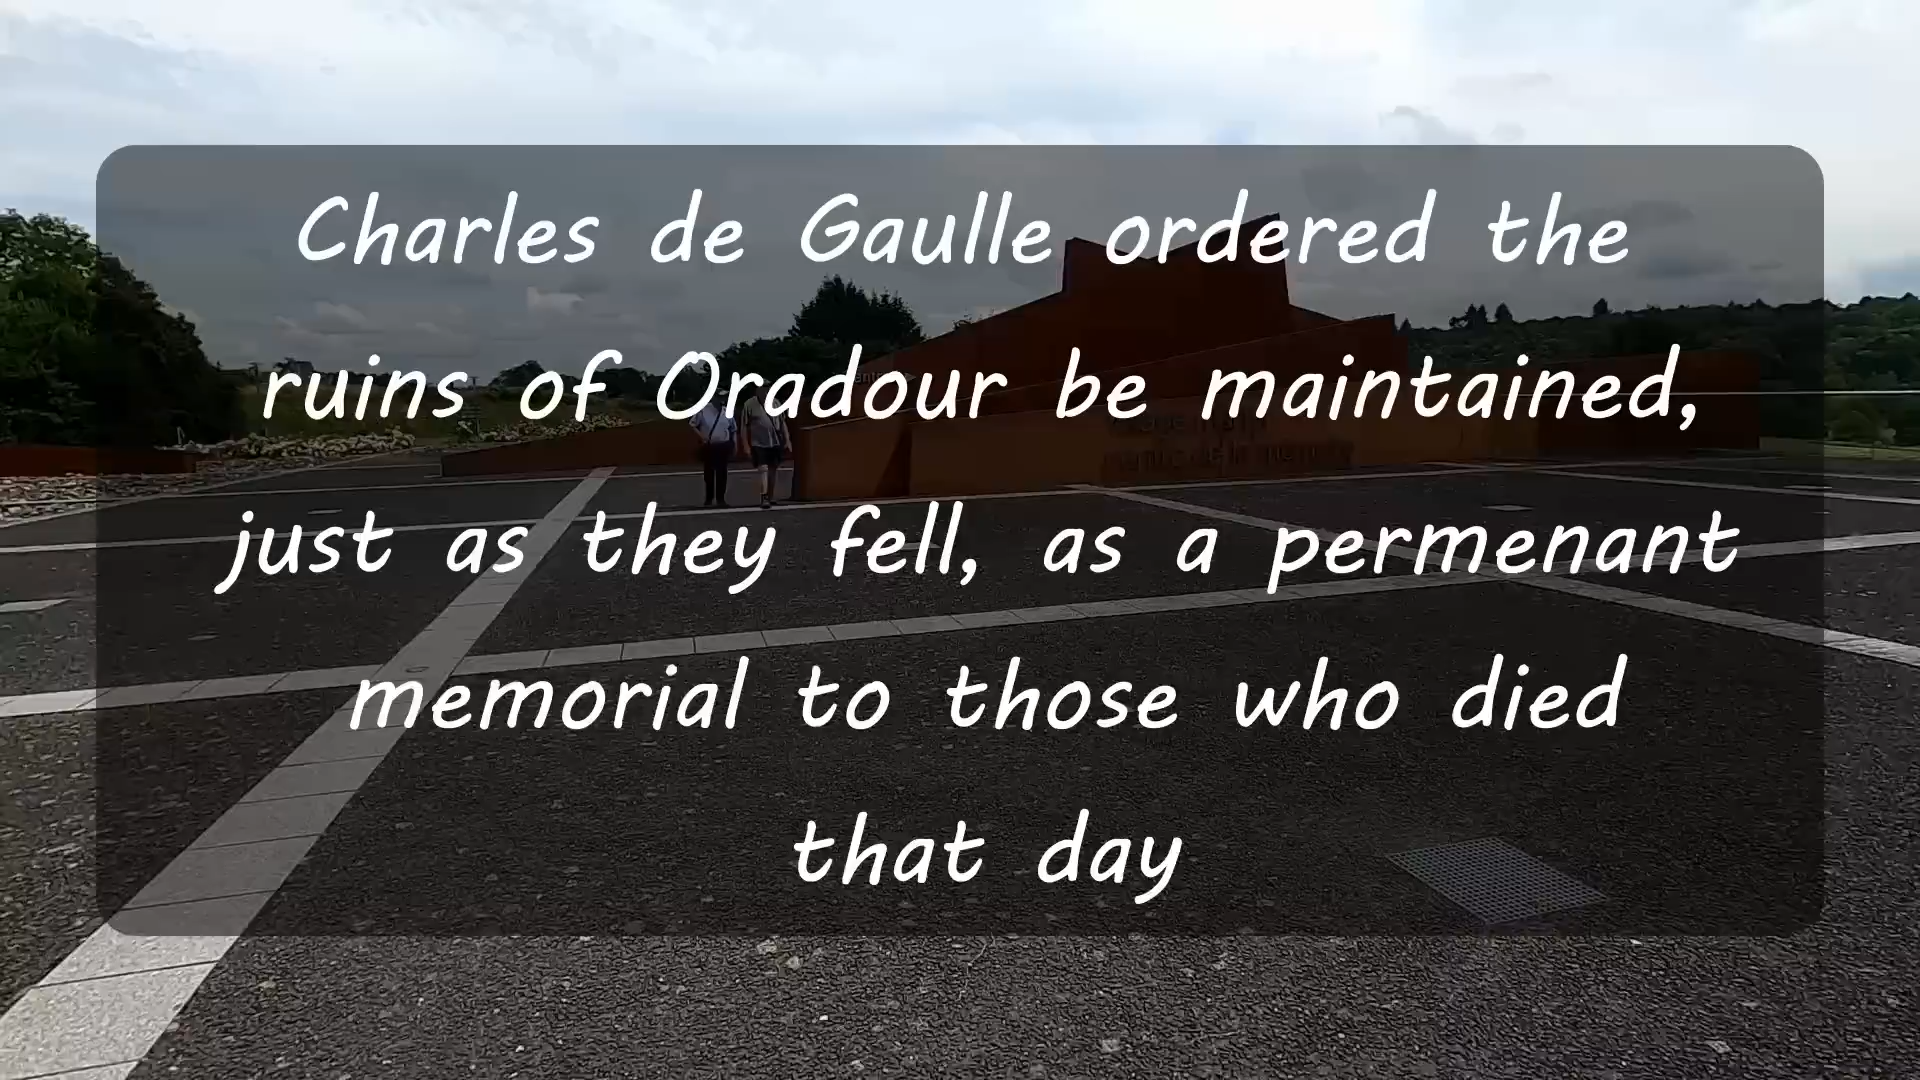 Charles de Gaulle ordered the
ruins of Oradour be maintained,
just as they fell, as a permenant
memorial to those who died
that day